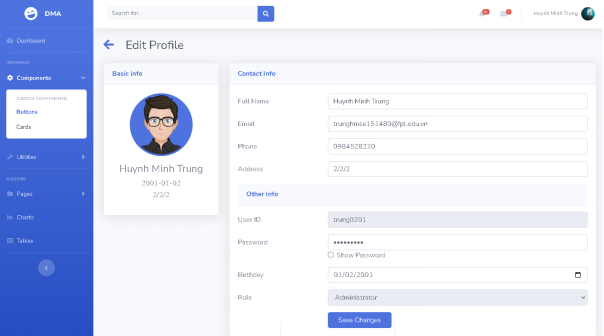 DMA
Search for...
Huynh Minh Trung
Dashboard
INTERFACE
Components
CUSTOM COMPONENTS:
Buttons
Cards
Utilities
ADDONS
Pages
Charts
Tables
Edit Profile
Basic info
Huynh Minh Trung
2001-01-02
2/2/2
Contact Info
Full Name
Huynh Minh Trung
Email
trunghmse151480@fpt.edu.vn
Phone
0984528230
Address
2/2/2
Other Info
User ID
trung0201
Password
•••••••••
Show Password
Birthday
01/02/2001
Role
Administrator
Save Changes